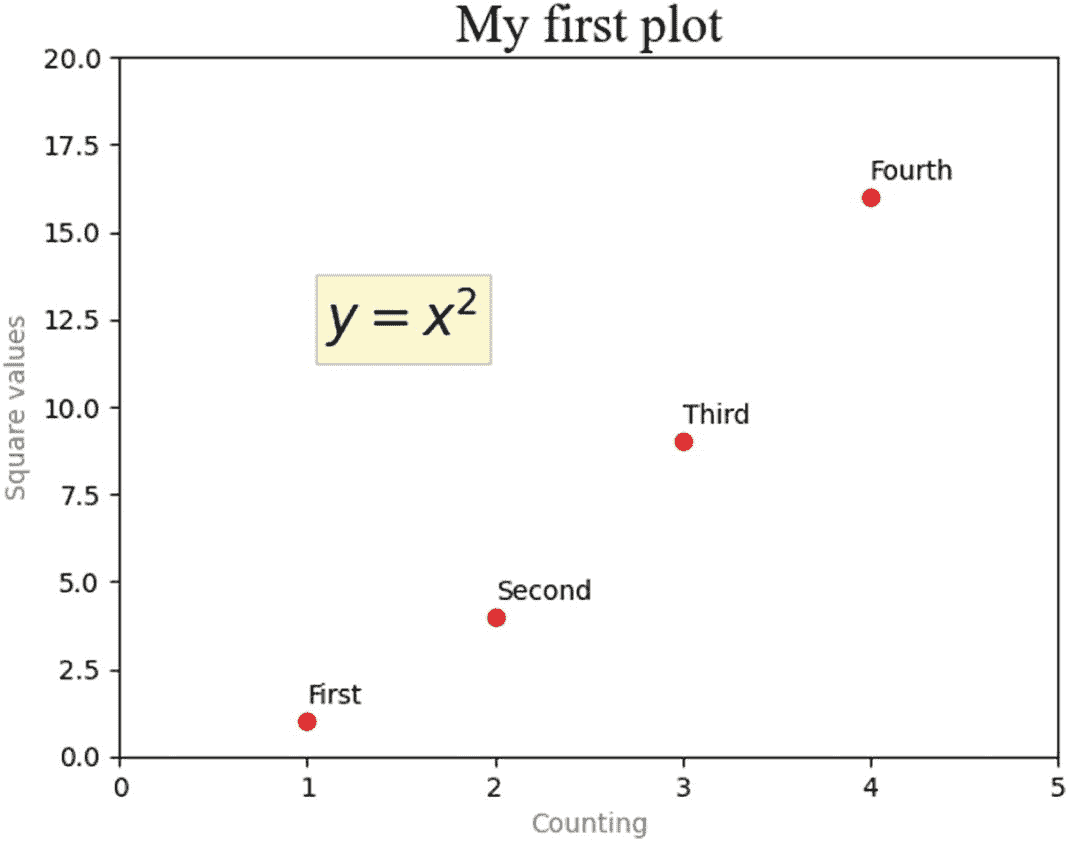 My first plot
20.0
17.5
15.0
12.5
10.0
7.5
5.0
2.5
0.0
Square values
Fourth
y = x²
Third
Second
First
0 1 2 3 4 5
Counting